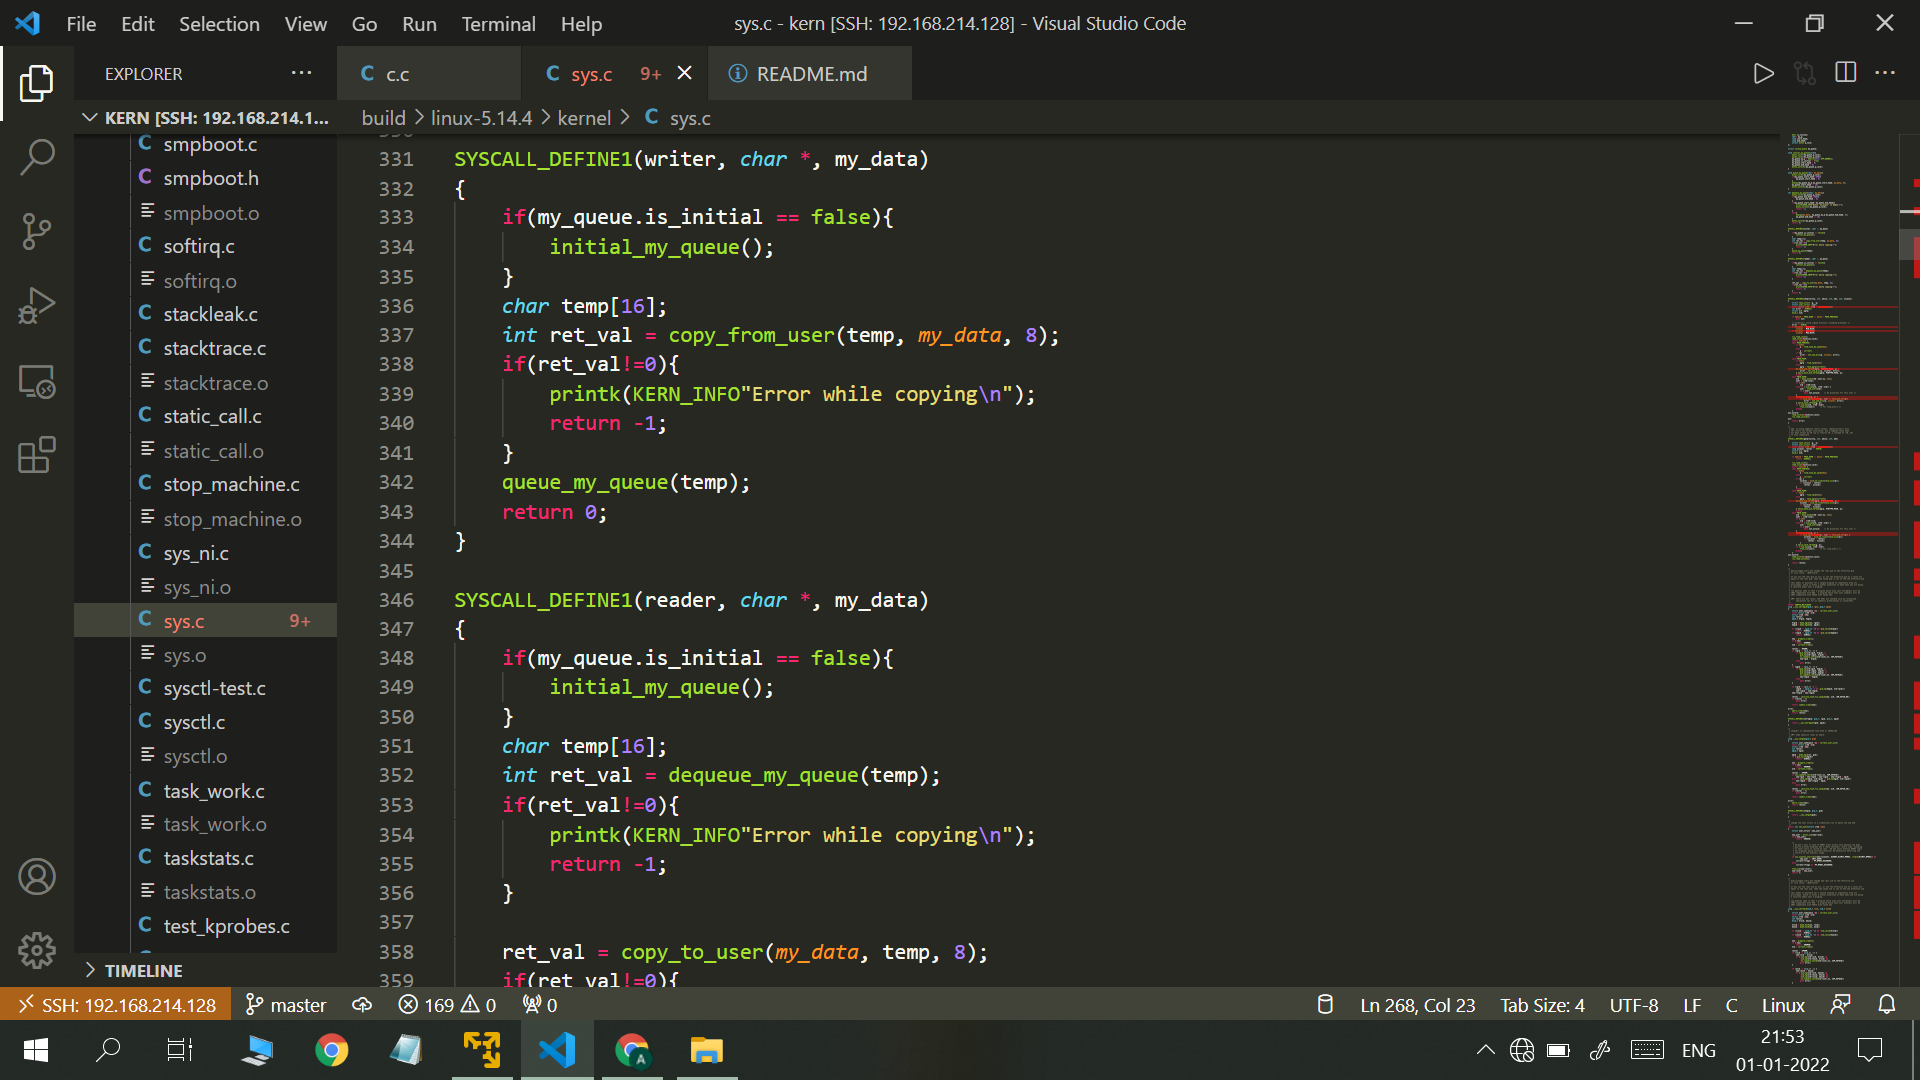 File Edit Selection View Go Run Terminal Help
sys.c - kern [SSH: 192.168.214.128] - Visual Studio Code
EXPLORER ···
C c.c
C sys.c 9+
README.md
KERN [SSH: 192.168.214.1...
build > linux-5.14.4 > kernel > C sys.c
C smpboot.c
C smpboot.h
smpboot.o
C softirq.c
softirq.o
C stackleak.c
C stacktrace.c
stacktrace.o
C static_call.c
static_call.o
C stop_machine.c
stop_machine.o
C sys_ni.c
sys_ni.o
C sys.c 9+
sys.o
C sysctl-test.c
C sysctl.c
sysctl.o
C task_work.c
task_work.o
C taskstats.c
taskstats.o
C test_kprobes.c
TIMELINE
331 SYSCALL_DEFINE1(writer, char *, my_data)
332 {
333 if(my_queue.is_initial == false){
334 initial_my_queue();
335 }
336 char temp[16];
337 int ret_val = copy_from_user(temp, my_data, 8);
338 if(ret_val!=0){
339 printk(KERN_INFO"Error while copying\n");
340 return -1;
341 }
342 queue_my_queue(temp);
343 return 0;
344 }
345
346 SYSCALL_DEFINE1(reader, char *, my_data)
347 {
348 if(my_queue.is_initial == false){
349 initial_my_queue();
350 }
351 char temp[16];
352 int ret_val = dequeue_my_queue(temp);
353 if(ret_val!=0){
354 printk(KERN_INFO"Error while copying\n");
355 return -1;
356 }
357
358 ret_val = copy_to_user(my_data, temp, 8);
359 if(ret_val!=0){
SSH: 192.168.214.128 master 169 0 0
Ln 268, Col 23 Tab Size: 4 UTF-8 LF C Linux
ENG
21:53
01-01-2022